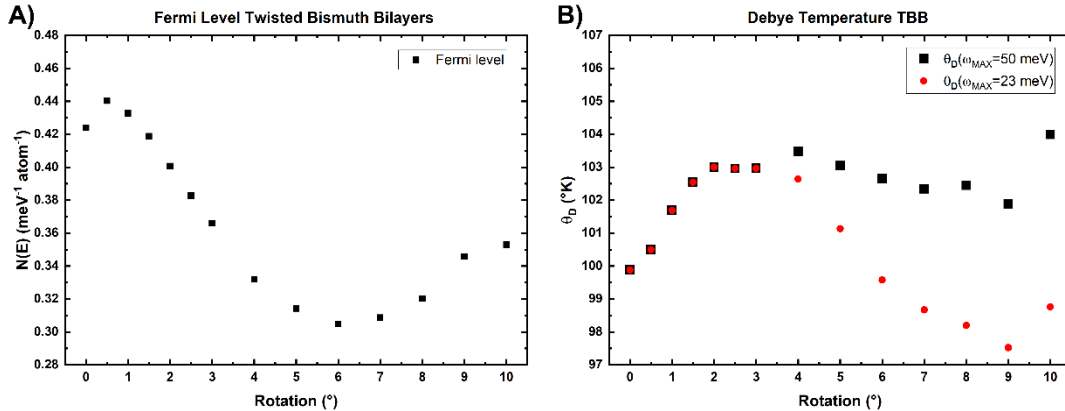 A)
Fermi Level Twisted Bismuth Bilayers
Fermi level
N(E) (meV⁻¹ atom⁻¹)
0.48
0.46
0.44
0.42
0.40
0.38
0.36
0.34
0.32
0.30
0.28
0 1 2 3 4 5 6 7 8 9 10
Rotation (°)
B)
Debye Temperature TBB
θD(ωMAX=50 meV)
θD(ωMAX=23 meV)
θD (°K)
107
106
105
104
103
102
101
100
99
98
97
0 1 2 3 4 5 6 7 8 9 10
Rotation (°)